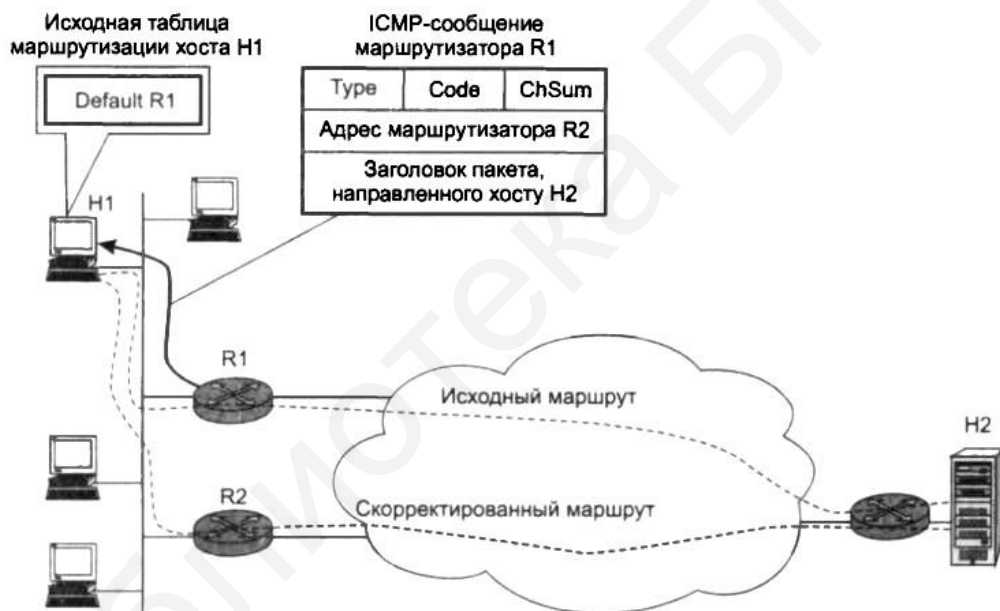 Исходная таблица
маршрутизации хоста H1
Default R1
ICMP-сообщение
маршрутизатора R1
Type Code ChSum
Адрес маршрутизатора R2
Заголовок пакета,
направленного хосту H2
H1
R1
Исходный маршрут
H2
R2
Скорректированный маршрут